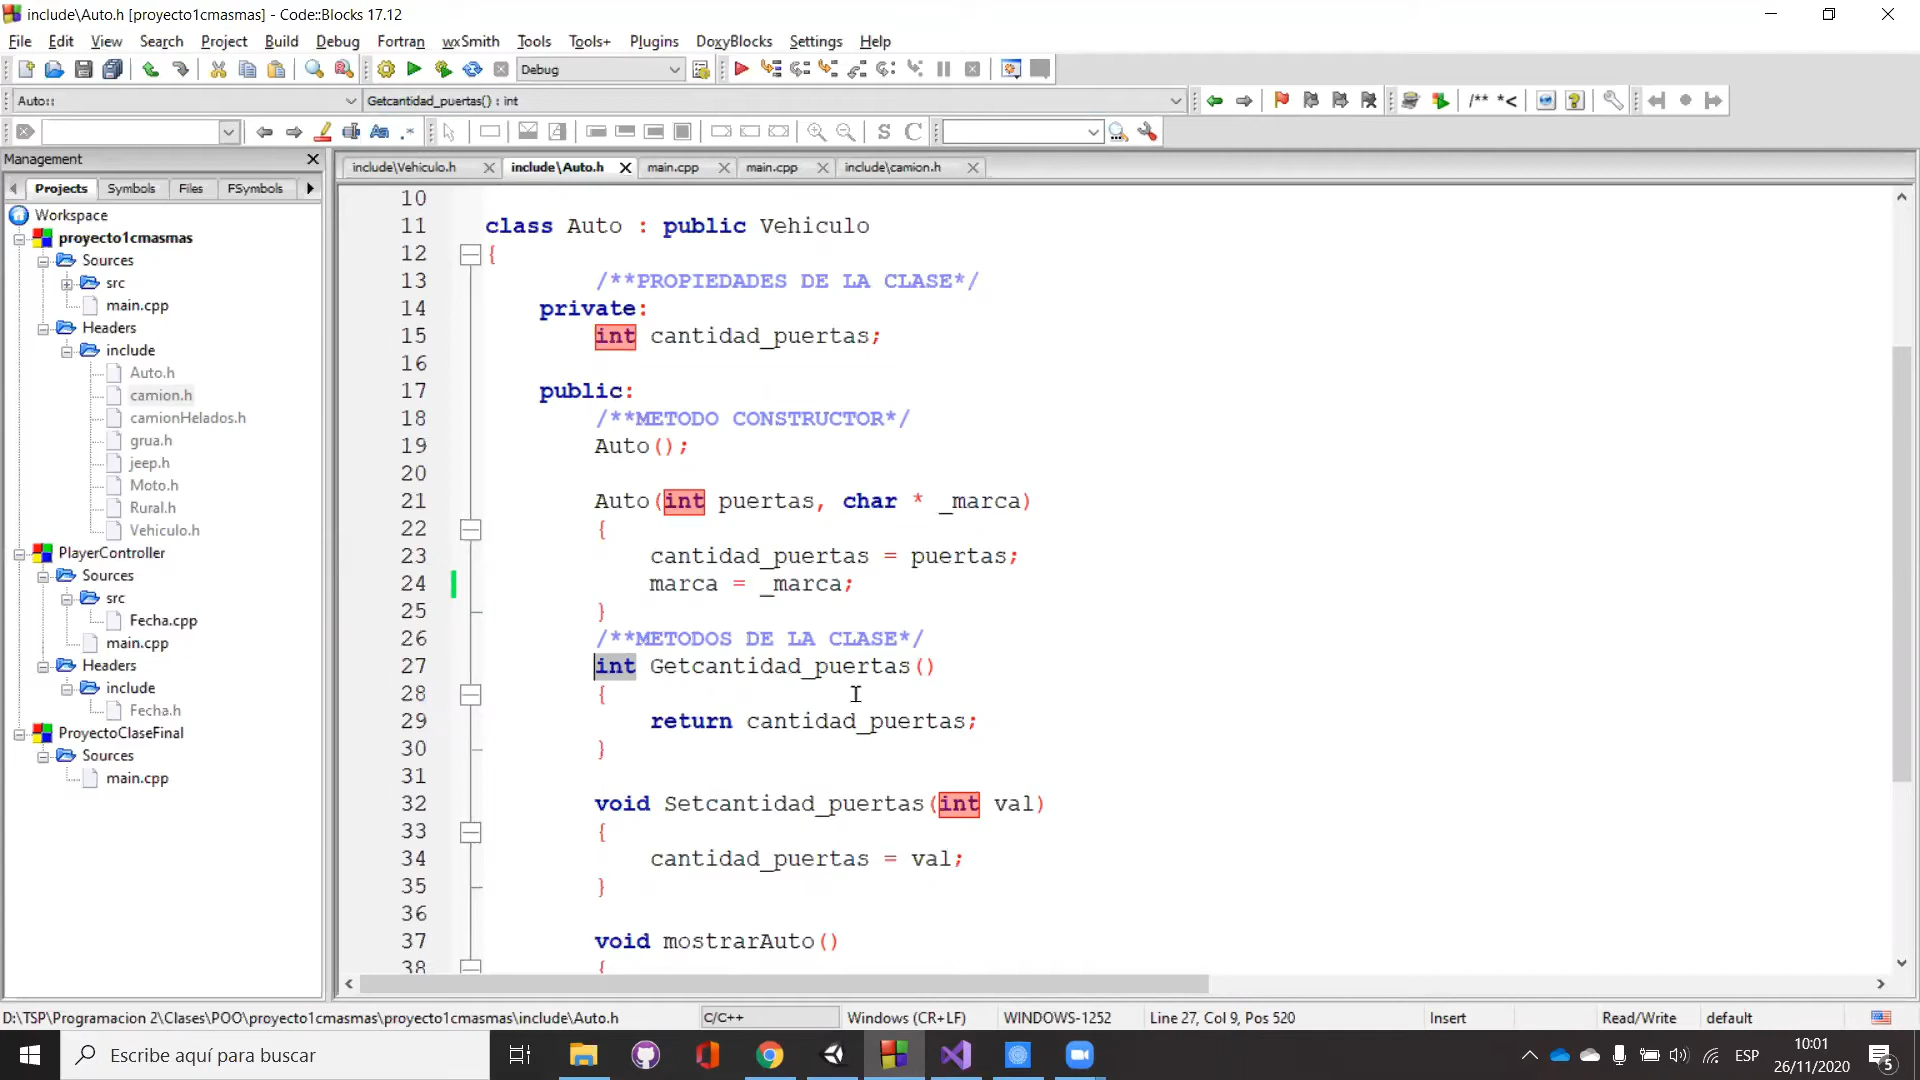 include\Auto.h [proyecto1cmasmas] - Code::Blocks 17.12
File Edit View Search Project Build Debug Fortran wxSmith Tools Tools+ Plugins DoxyBlocks Settings Help
Debug
Auto:: Getcantidad_puertas() : int /** *<
S C
Management include\Vehiculo.h include\Auto.h main.cpp main.cpp include\camion.h
Projects Symbols Files FSymbols
Workspace
proyecto1cmasmas
Sources
src
main.cpp
Headers
include
Auto.h
camion.h
camionHelados.h
grua.h
jeep.h
Moto.h
Rural.h
Vehiculo.h
PlayerController
Sources
src
Fecha.cpp
main.cpp
Headers
include
Fecha.h
ProyectoClaseFinal
Sources
main.cpp
10
11 class Auto : public Vehiculo
12 {
13 /**PROPIEDADES DE LA CLASE*/
14 private:
15 int cantidad_puertas;
16
17 public:
18 /**METODO CONSTRUCTOR*/
19 Auto();
20
21 Auto(int puertas, char * _marca)
22 {
23 cantidad_puertas = puertas;
24 marca = _marca;
25 }
26 /**METODOS DE LA CLASE*/
27 int Getcantidad_puertas()
28 {
29 return cantidad_puertas;
30 }
31
32 void Setcantidad_puertas(int val)
33 {
34 cantidad_puertas = val;
35 }
36
37 void mostrarAuto()
38 {
D:\TSP\Programacion 2\Clases\POO\proyecto1cmasmas\proyecto1cmasmas\include\Auto.h C/C++ Windows (CR+LF) WINDOWS-1252 Line 27, Col 9, Pos 520 Insert Read/Write default
Escribe aquí para buscar ESP 10:01
26/11/2020 5